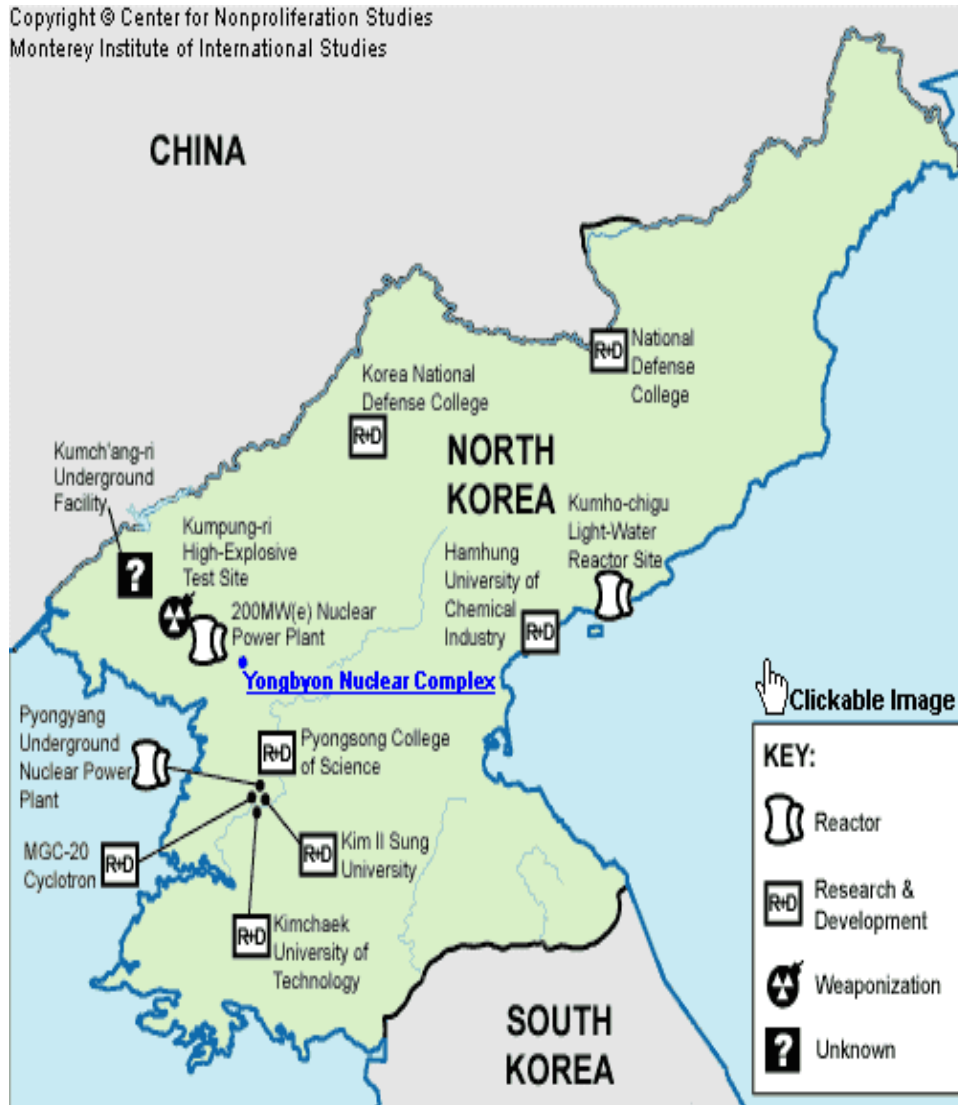 Copyright © Center for Nonproliferation Studies
Monterey Institute of International Studies
CHINA
National
Defense
College
R+D
Korea National
Defense College
R+D
NORTH
KOREA
Kumch'ang-ri
Underground
Facility
?
Kumpung-ri
High-Explosive
Test Site
Kumho-chigu
Light-Water
Reactor Site
Hamhung
University of
Chemical
Industry
R+D
200MW(e) Nuclear
Power Plant
Yongbyon Nuclear Complex
Pyongyang
Underground
Nuclear Power
Plant
R+D
Pyongsong College
of Science
MGC-20
Cyclotron
R+D
R+D
Kim Il Sung
University
R+D
Kimchaek
University of
Technology
SOUTH
KOREA
Clickable Image
KEY:
Reactor
R+D
Research &
Development
Weaponization
?
Unknown